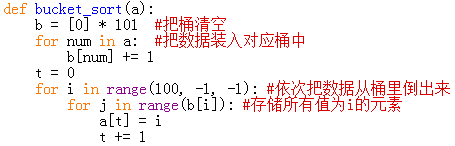 def bucket_sort(a):
    b = [0] * 101  #把桶清空
    for num in a:  #把数据装入对应桶中
        b[num] += 1
    t = 0
    for i in range(100, -1, -1): #依次把数据从桶里倒出来
        for j in range(b[i]): #存储所有值为i的元素
            a[t] = i
            t += 1